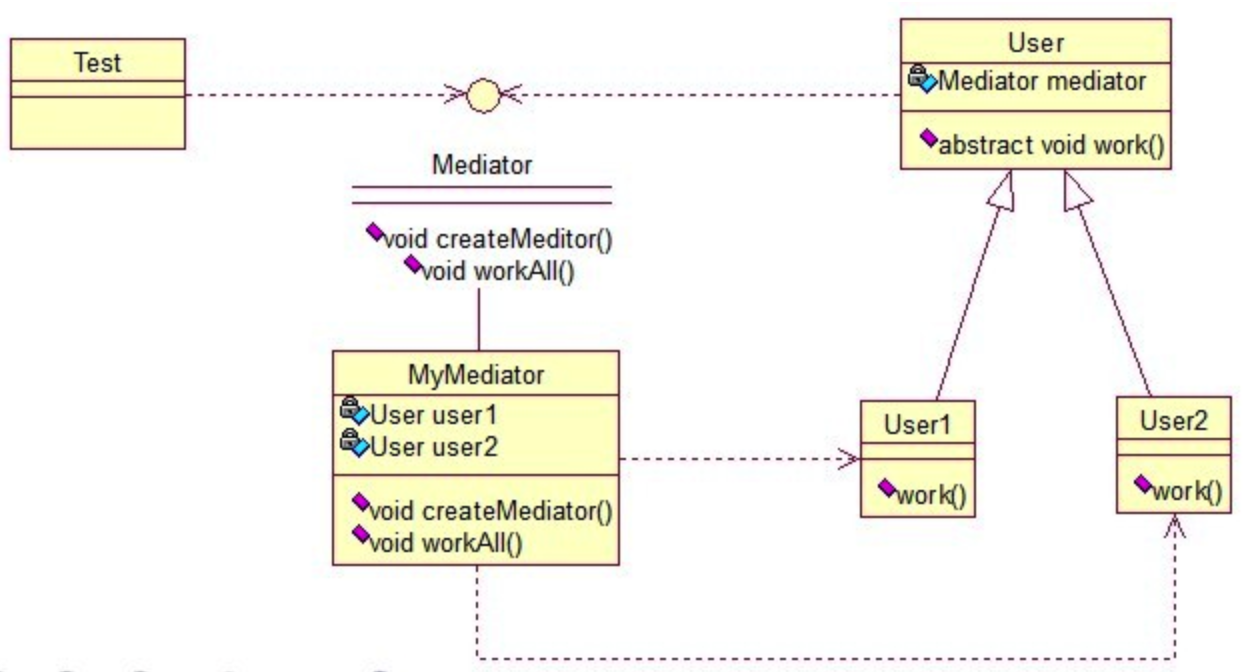 Test
User
Mediator mediator
abstract void work()
Mediator
void createMeditor()
void workAll()
MyMediator
User user1
User user2
void createMediator()
void workAll()
User1
work()
User2
work()